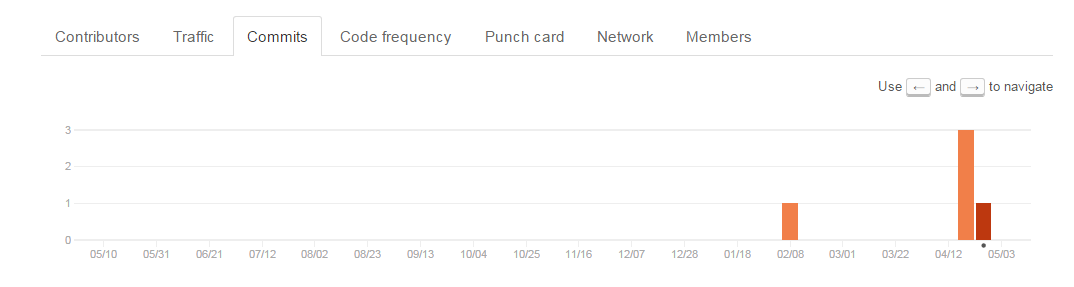 Contributors Traffic Commits Code frequency Punch card Network Members
Use ← and → to navigate
3
2
1
0
05/10 05/31 06/21 07/12 08/02 08/23 09/13 10/04 10/25 11/16 12/07 12/28 01/18 02/08 03/01 03/22 04/12 05/03